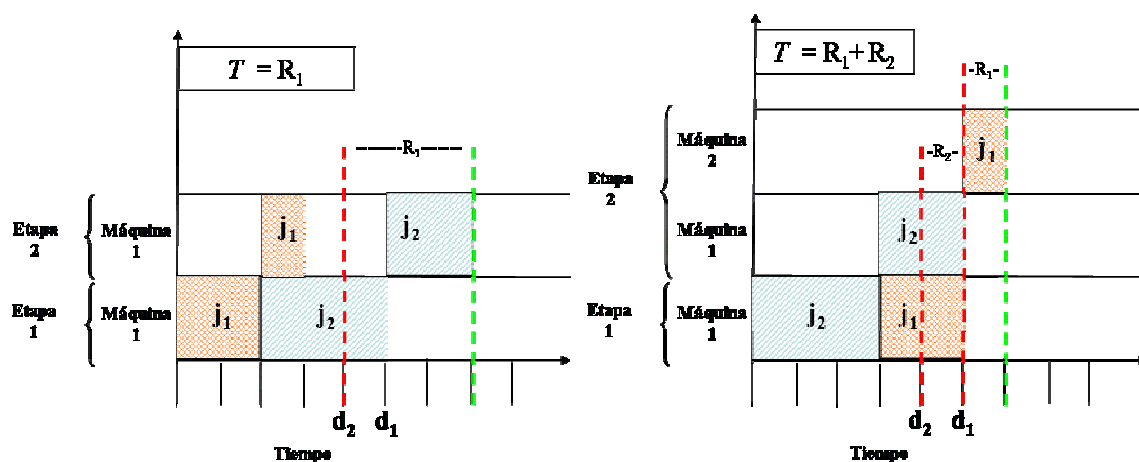 T = R₁
-------R₁-----
Etapa
2
Máquina
1
j₁
j₂
Etapa
1
Máquina
1
j₁
j₂
d₂
d₁
Tiempo
T = R₁+R₂
-R₁-
Etapa
2
Máquina
2
-R₂-
j₁
Máquina
1
j₂
Etapa
1
Máquina
1
j₂
j₁
d₂
d₁
Tiempo